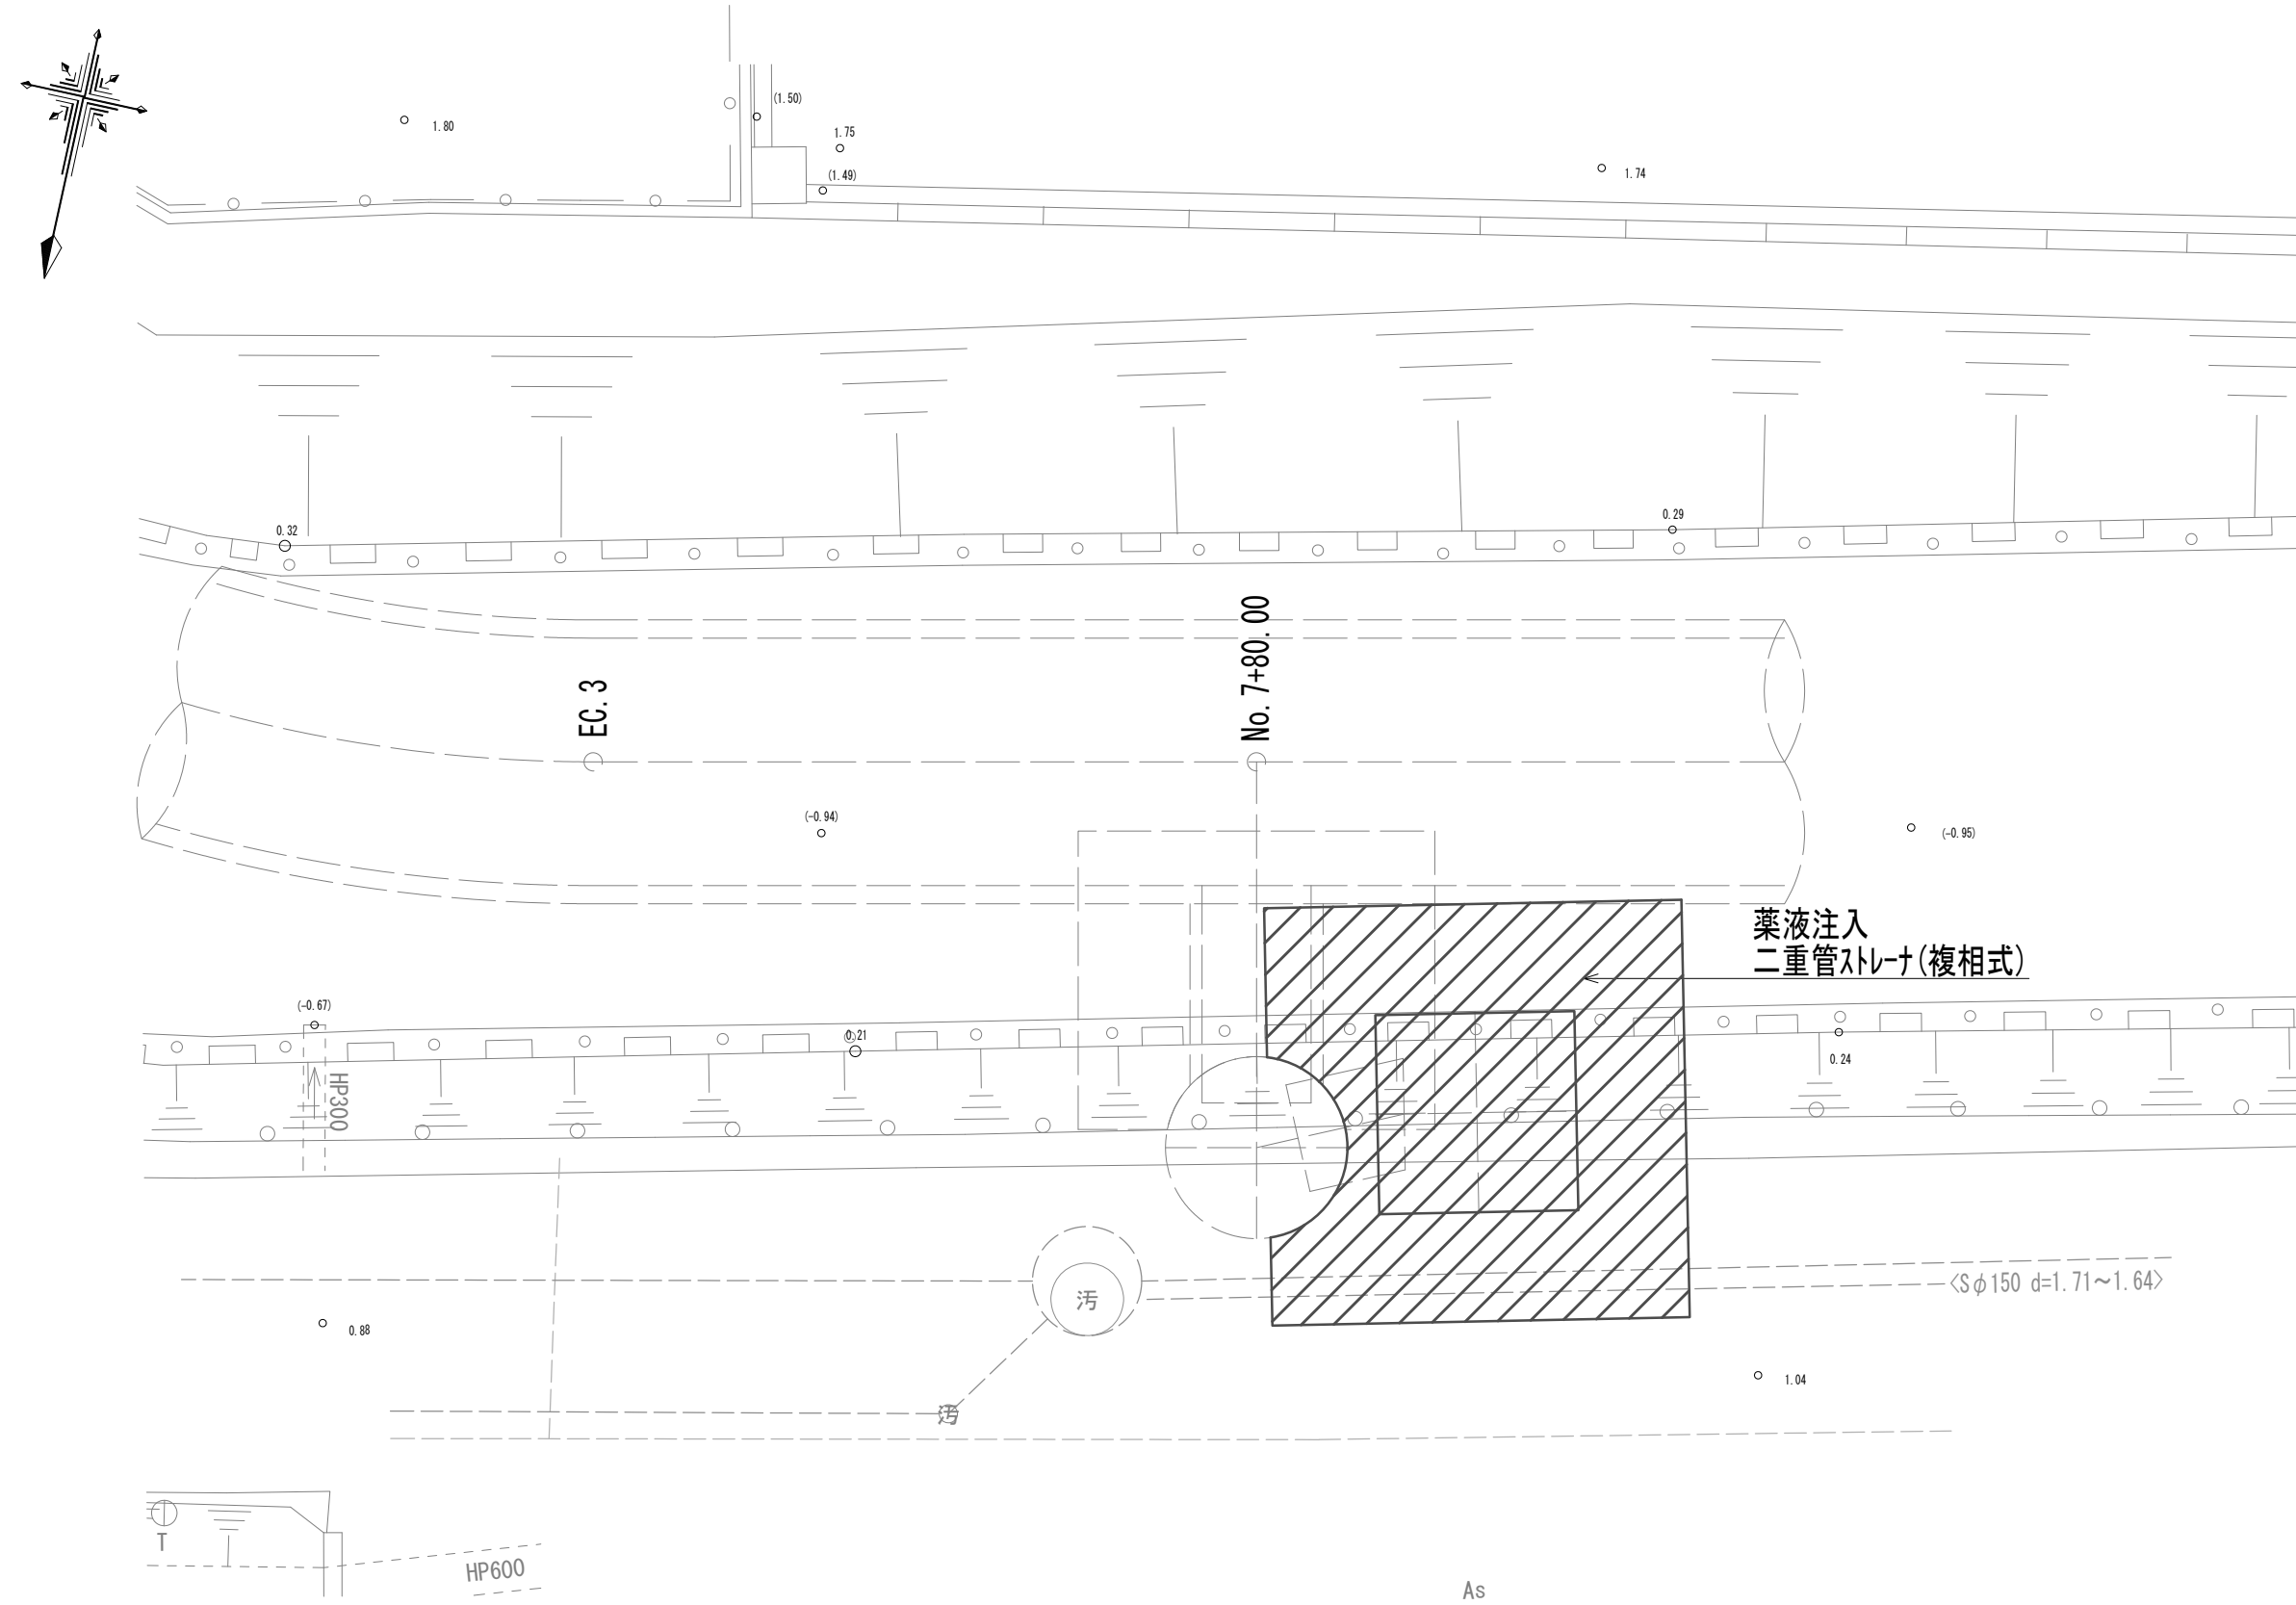 (1.50)
1.80
1.75
(1.49)
1.74
0.32
0.29
No.7+80.00
EC.3
(-0.94)
(-0.95)
薬液注入
二重管ストレーナ(複相式)
(-0.67)
0.21
0.24
HP300
〈Sφ150 d=1.71～1.64〉
汚
0.88
1.04
汚
T
HP600
As